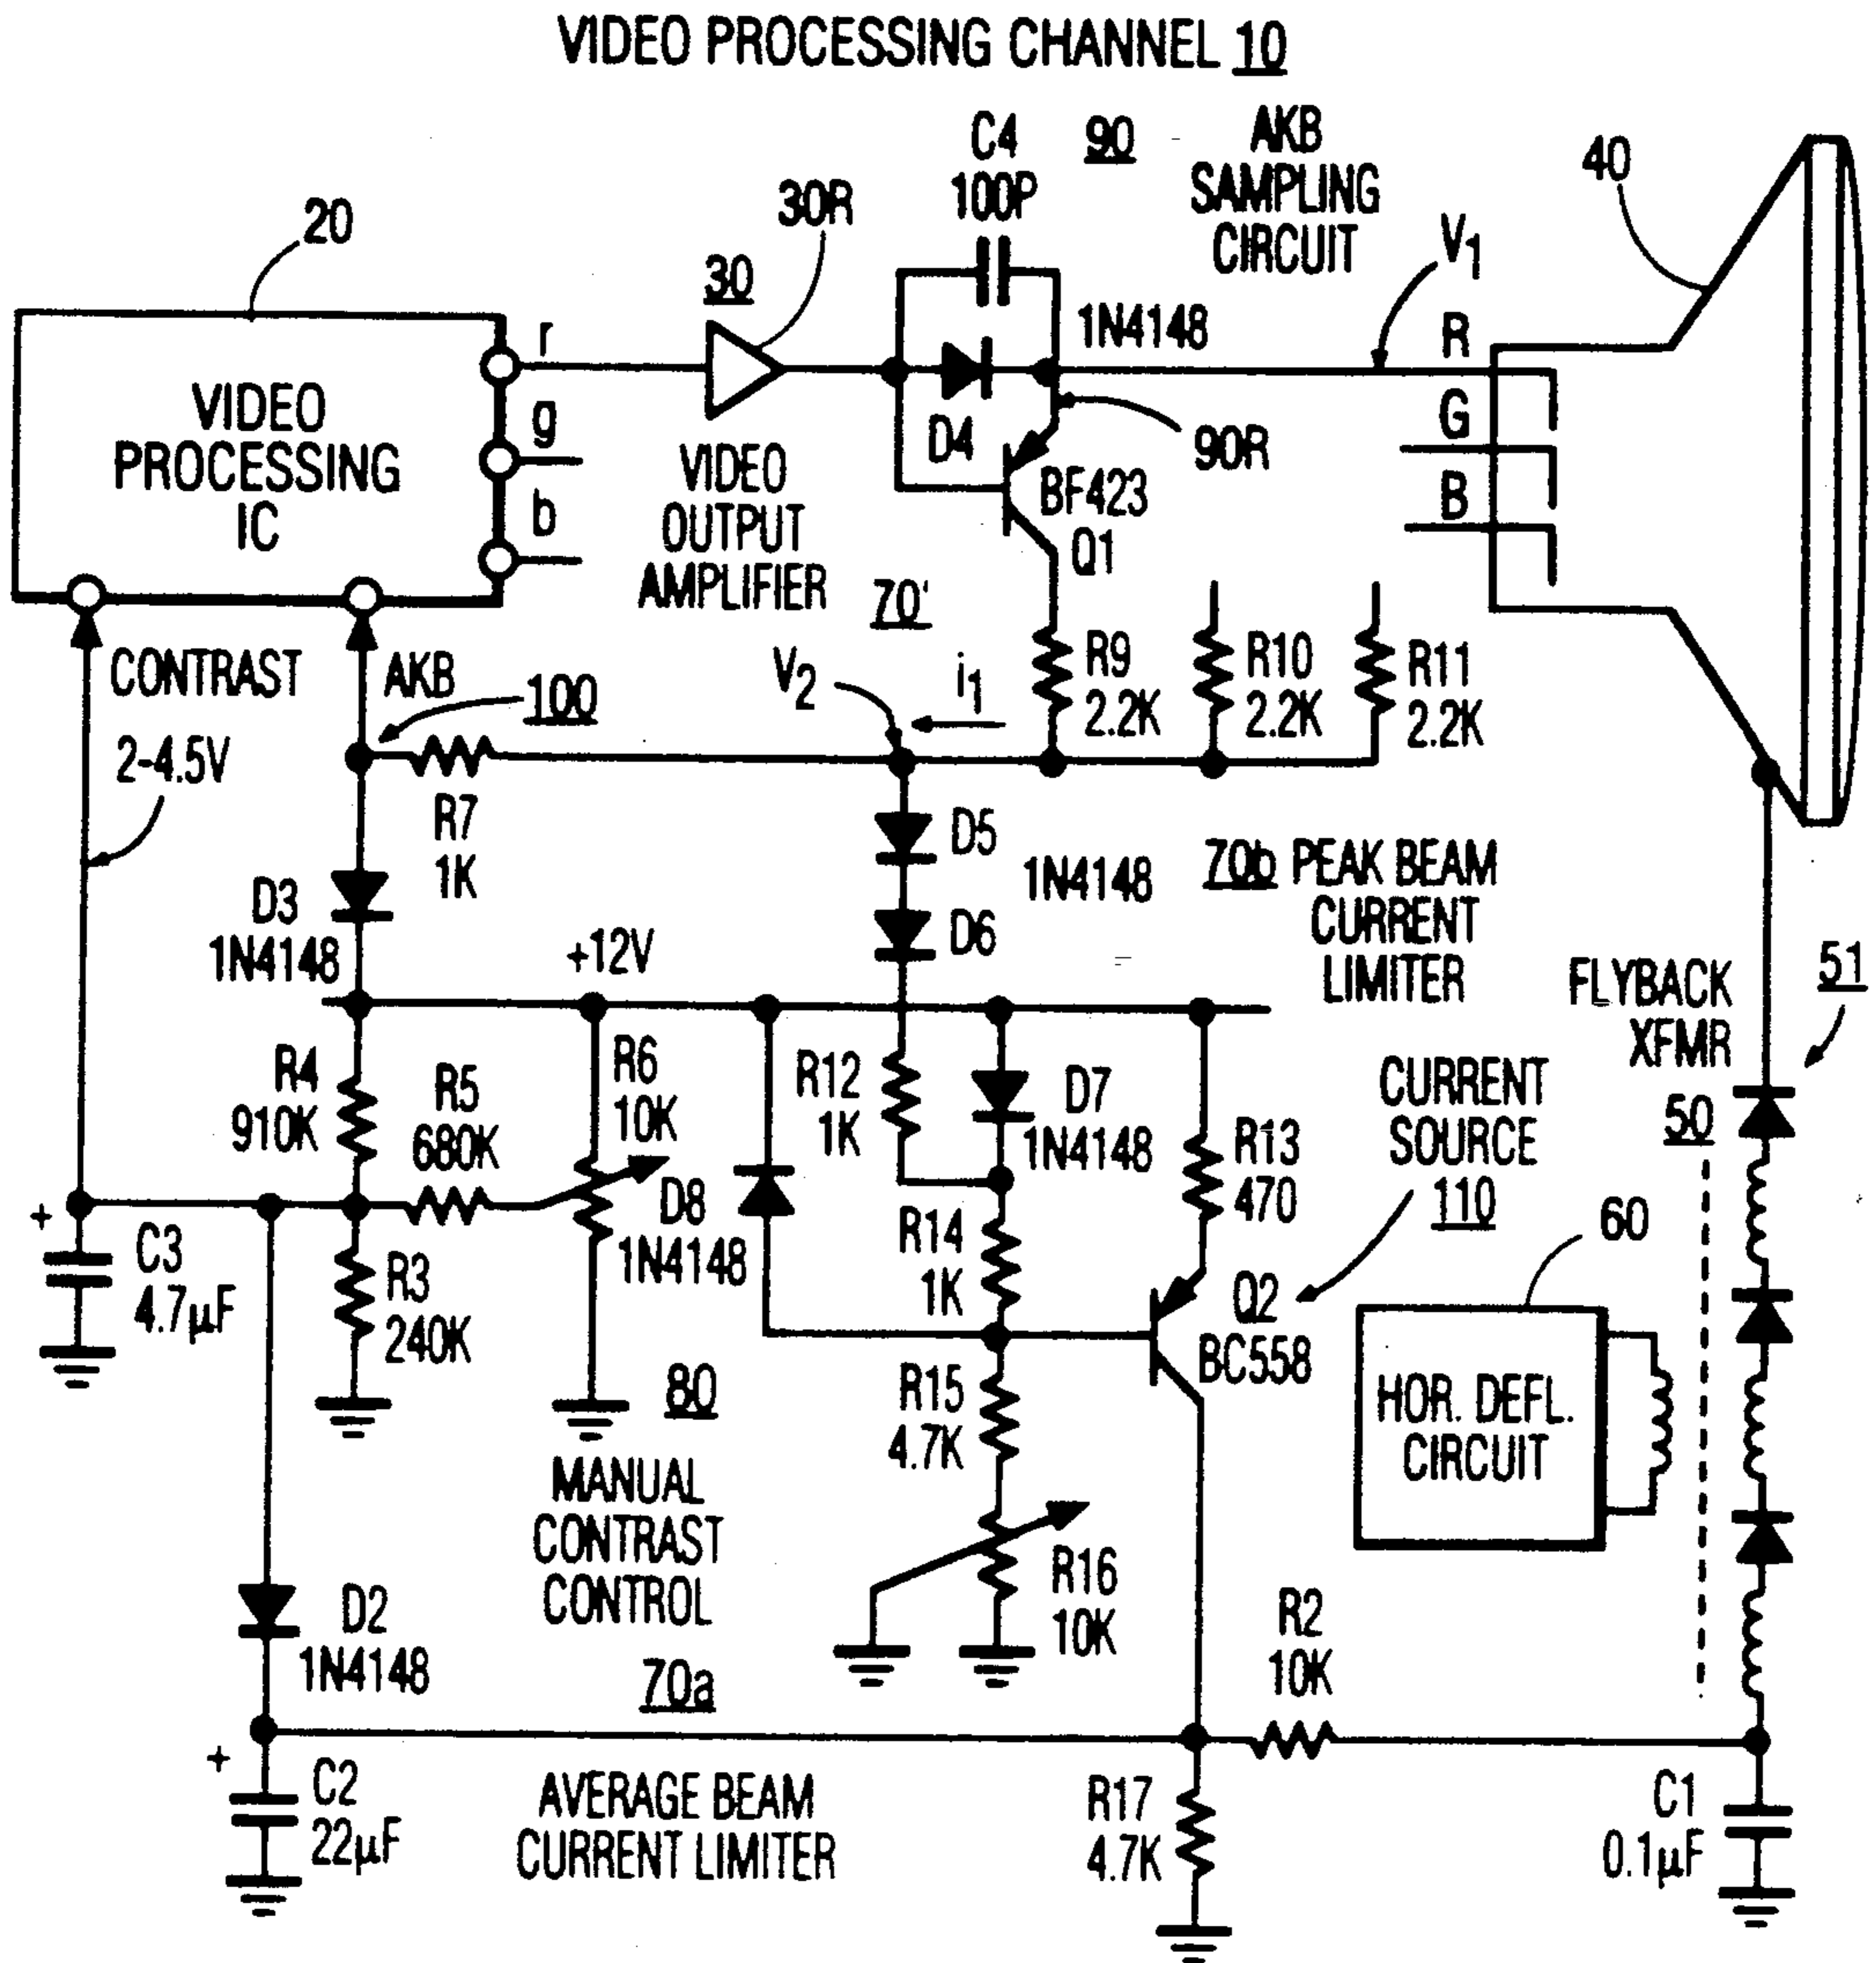 VIDEO PROCESSING CHANNEL 10
C4
100P
90
AKB
SAMPLING
CIRCUIT
40
20
30R
30
V1
1N4148
r
R
VIDEO
PROCESSING
IC
g
D4
90R
G
b
VIDEO
OUTPUT
AMPLIFIER
BF423
Q1
B
70'
CONTRAST
AKB
100
V2
i1
R9
2.2K
R10
2.2K
R11
2.2K
2-4.5V
R7
1K
D5
D3
1N4148
1N4148
70b PEAK BEAM
CURRENT
LIMITER
D6
+12V
FLYBACK
XFMR
51
R4
910K
R5
680K
R6
10K
R12
1K
D7
1N4148
R13
470
CURRENT
SOURCE
110
50
+
C3
4.7µF
R3
240K
D8
1N4148
R14
1K
Q2
BC558
60
80
MANUAL
CONTRAST
CONTROL
R15
4.7K
HOR. DEFL.
CIRCUIT
D2
1N4148
R16
10K
R2
10K
70a
+
C2
22µF
AVERAGE BEAM
CURRENT LIMITER
R17
4.7K
C1
0.1µF